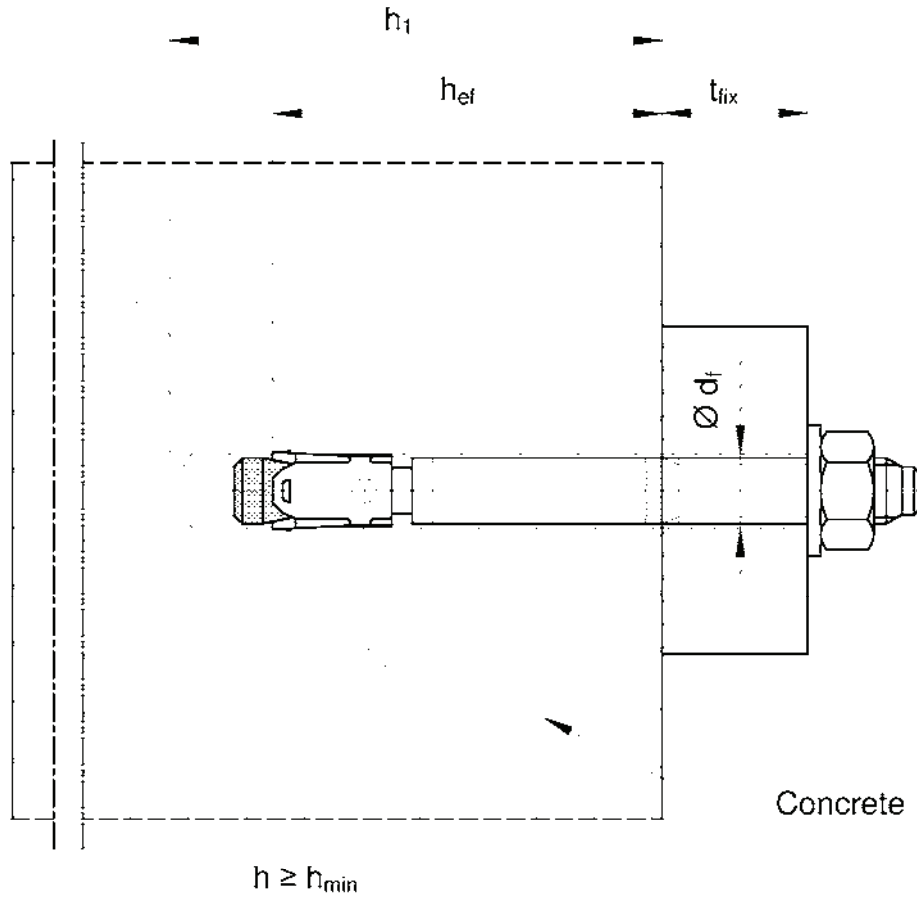 h₁
hef tfix
Ø df
Concrete
h ≥ hmin